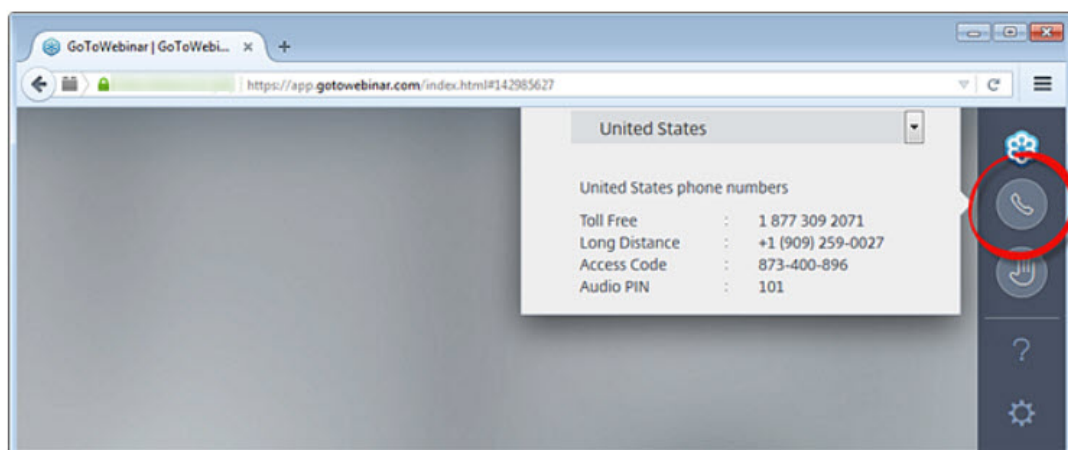 GoToWebinar | GoToWebi...
https://app.gotowebinar.com/index.html#142985627
United States
United States phone numbers
Toll Free : 1 877 309 2071
Long Distance : +1 (909) 259-0027
Access Code : 873-400-896
Audio PIN : 101
?